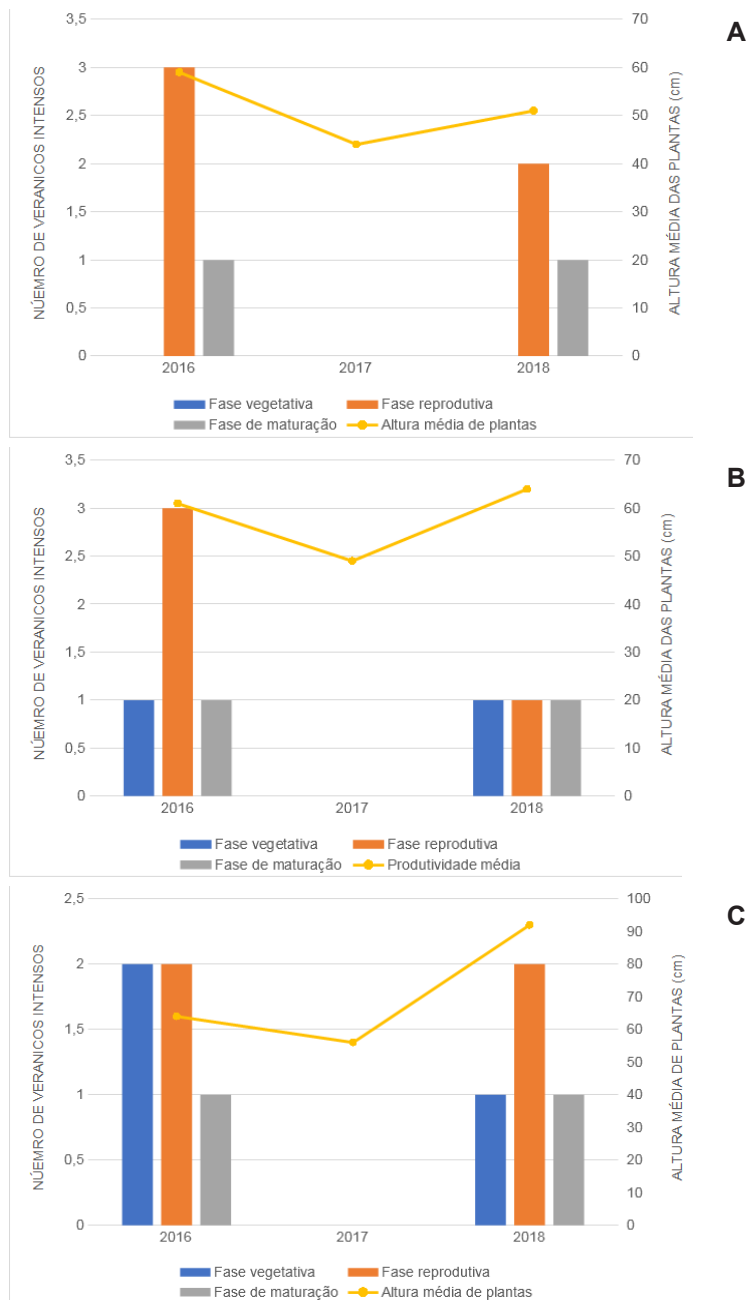 A
NÚEMRO DE VERANICOS INTENSOS
3,5
3
2,5
2
1,5
1
0,5
0
70
60
50
40
30
20
10
0
ALTURA MÉDIA DAS PLANTAS (cm)
2016 2017 2018
Fase vegetativa Fase reprodutiva
Fase de maturação Altura média de plantas
B
NÚEMRO DE VERANICOS INTENSOS
3,5
3
2,5
2
1,5
1
0,5
0
70
60
50
40
30
20
10
0
ALTURA MÉDIA DAS PLANTAS (cm)
2016 2017 2018
Fase vegetativa Fase reprodutiva
Fase de maturação Produtividade média
C
NÚEMRO DE VERANICOS INTENSOS
2,5
2
1,5
1
0,5
0
100
90
80
70
60
50
40
30
20
10
0
ALTURA MÉDIA DE PLANTAS (cm)
2016 2017 2018
Fase vegetativa Fase reprodutiva
Fase de maturação Altura média de plantas